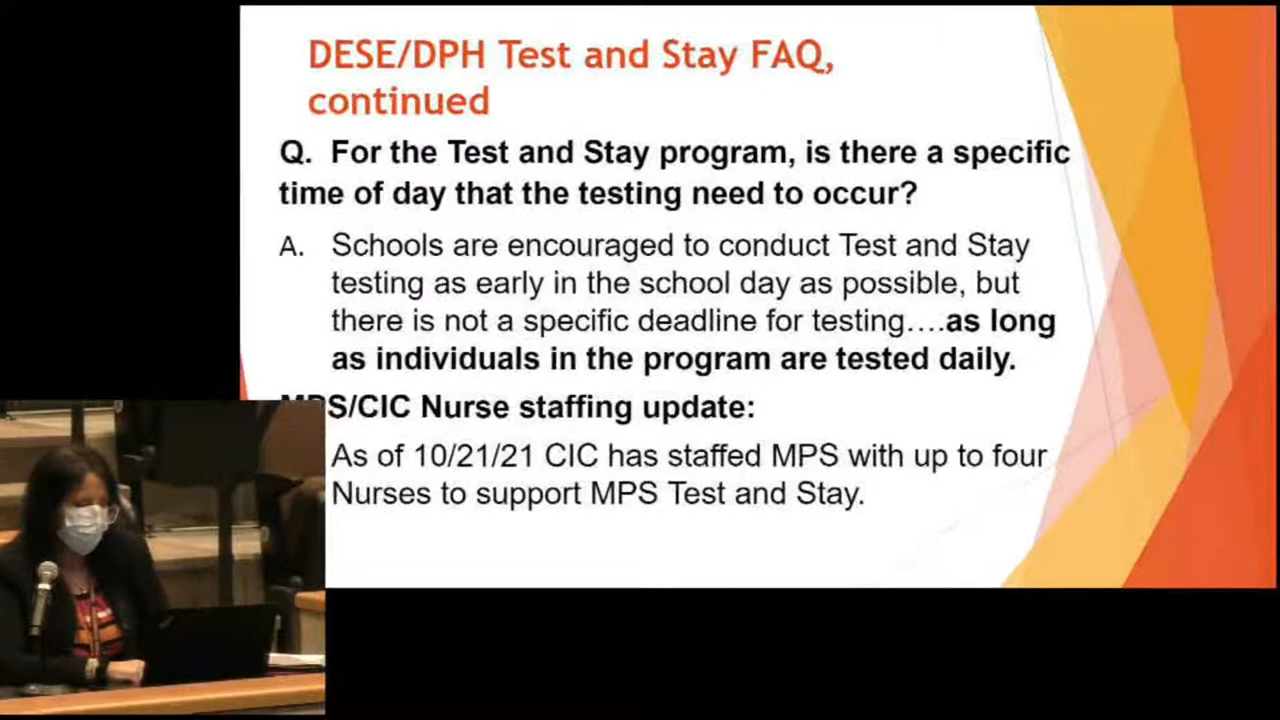 DESE/DPH Test and Stay FAQ,
continued
Q. For the Test and Stay program, is there a specific
time of day that the testing need to occur?
A. Schools are encouraged to conduct Test and Stay
testing as early in the school day as possible, but
there is not a specific deadline for testing....as long
as individuals in the program are tested daily.
MPS/CIC Nurse staffing update:
As of 10/21/21 CIC has staffed MPS with up to four
Nurses to support MPS Test and Stay.